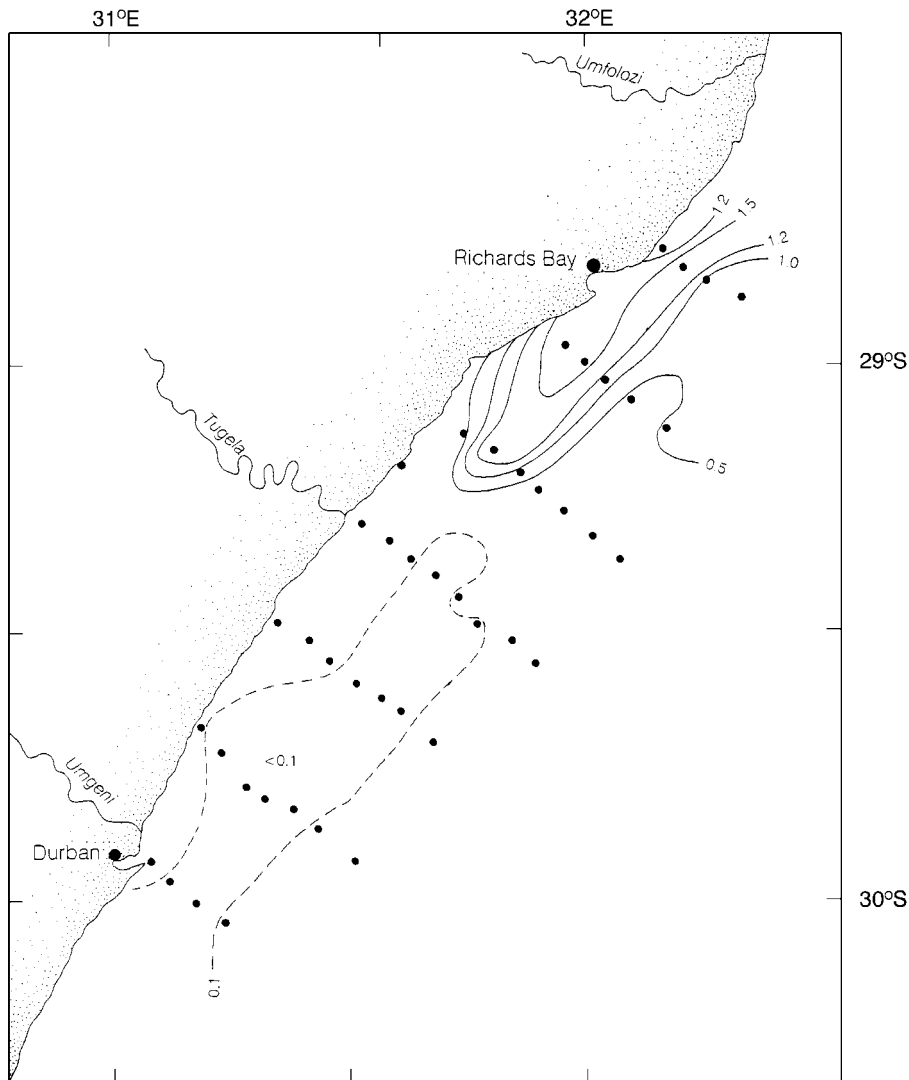 31°E
32°E
Umfolozi
1.2
1.5
1.2
1.0
Richards Bay
29°S
Tugela
0.5
<0.1
Umgeni
Durban
30°S
0.1